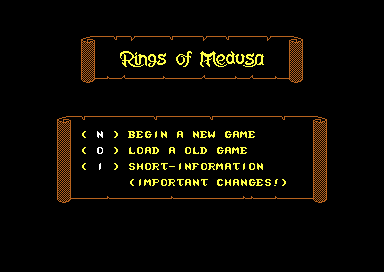 Rings of Medusa
( N ) BEGIN A NEW GAME
( O ) LOAD A OLD GAME
( I ) SHORT-INFORMATION
(IMPORTANT CHANGES!)